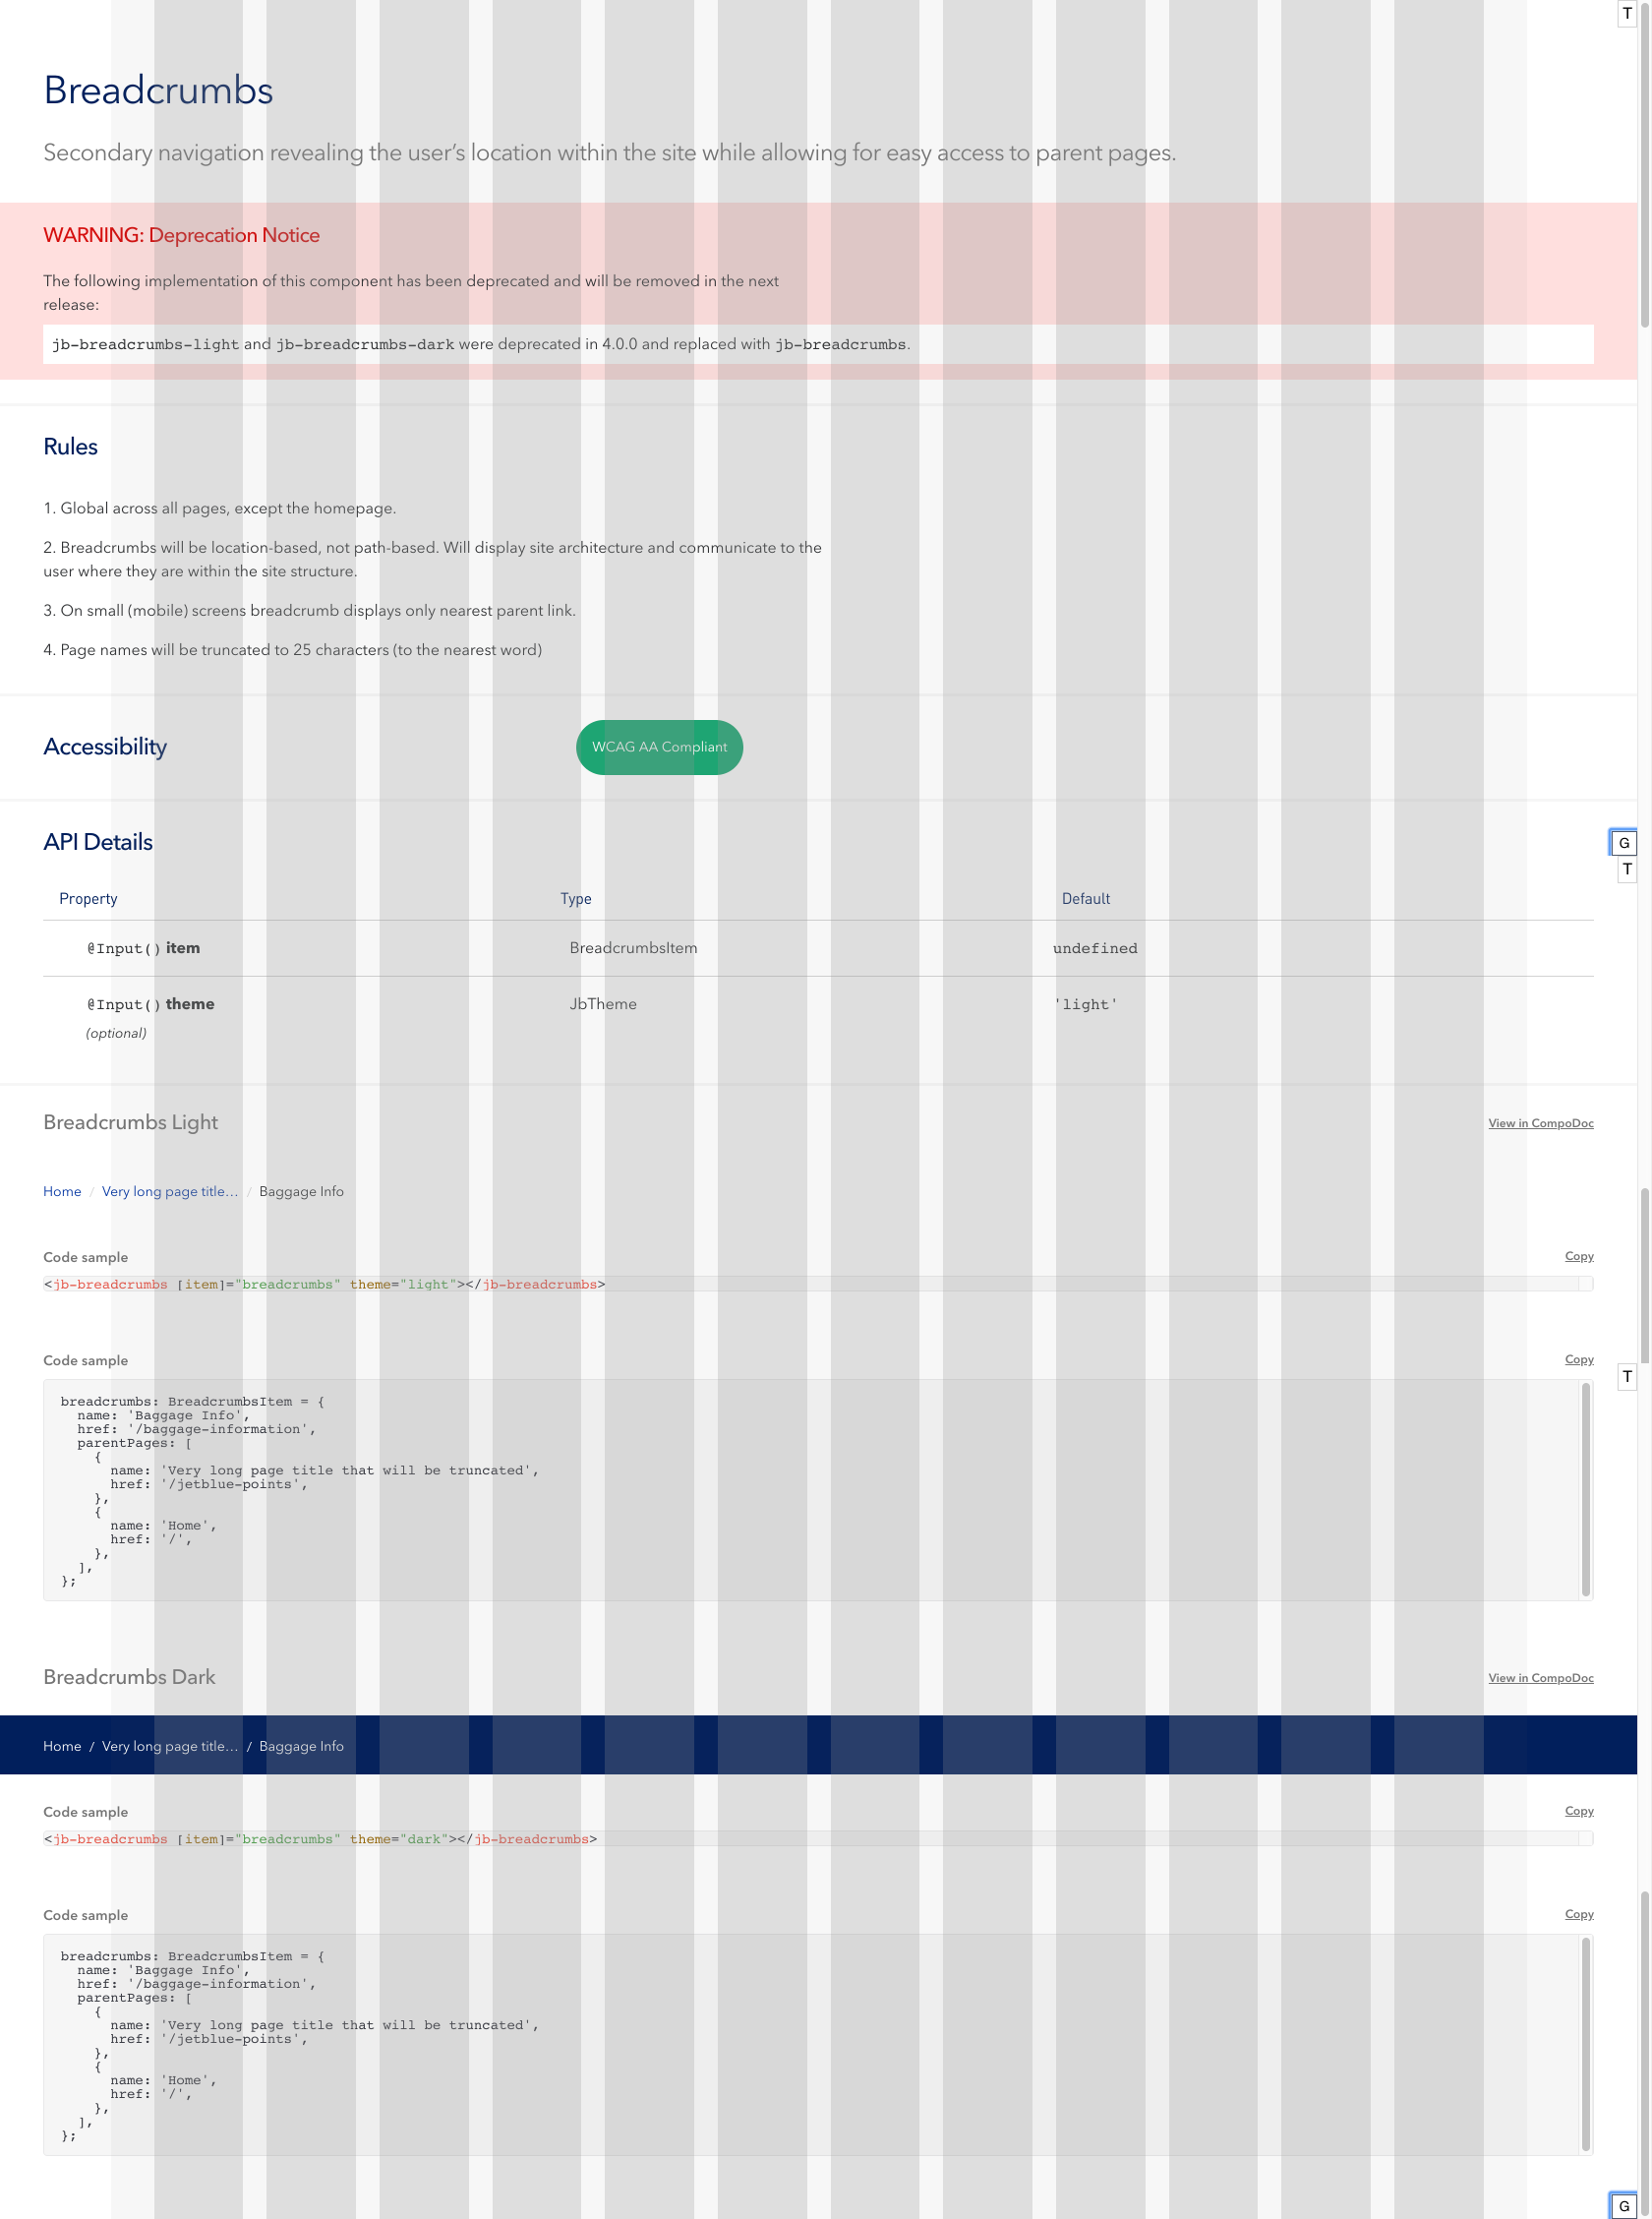 T
Breadcrumbs
Secondary navigation revealing the user’s location within the site while allowing for easy access to parent pages.
WARNING: Deprecation Notice
The following implementation of this component has been deprecated and will be removed in the next
release:
jb-breadcrumbs-light and jb-breadcrumbs-dark were deprecated in 4.0.0 and replaced with jb-breadcrumbs.
Rules
1. Global across all pages, except the homepage.
2. Breadcrumbs will be location-based, not path-based. Will display site architecture and communicate to the
user where they are within the site structure.
3. On small (mobile) screens breadcrumb displays only nearest parent link.
4. Page names will be truncated to 25 characters (to the nearest word)
Accessibility WCAG AA Compliant
API Details G
T
Property Type Default
@Input() item BreadcrumbsItem undefined
@Input() theme JbTheme 'light'
(optional)
Breadcrumbs Light View in CompoDoc
Home / Very long page title… / Baggage Info
Code sample Copy
<jb-breadcrumbs [item]="breadcrumbs" theme="light"></jb-breadcrumbs>
Code sample Copy
T
breadcrumbs: BreadcrumbsItem = {
  name: 'Baggage Info',
  href: '/baggage-information',
  parentPages: [
    {
      name: 'Very long page title that will be truncated',
      href: '/jetblue-points',
    },
    {
      name: 'Home',
      href: '/',
    },
  ],
};
Breadcrumbs Dark View in CompoDoc
Home / Very long page title… / Baggage Info
Code sample Copy
<jb-breadcrumbs [item]="breadcrumbs" theme="dark"></jb-breadcrumbs>
Code sample Copy
breadcrumbs: BreadcrumbsItem = {
  name: 'Baggage Info',
  href: '/baggage-information',
  parentPages: [
    {
      name: 'Very long page title that will be truncated',
      href: '/jetblue-points',
    },
    {
      name: 'Home',
      href: '/',
    },
  ],
};
G